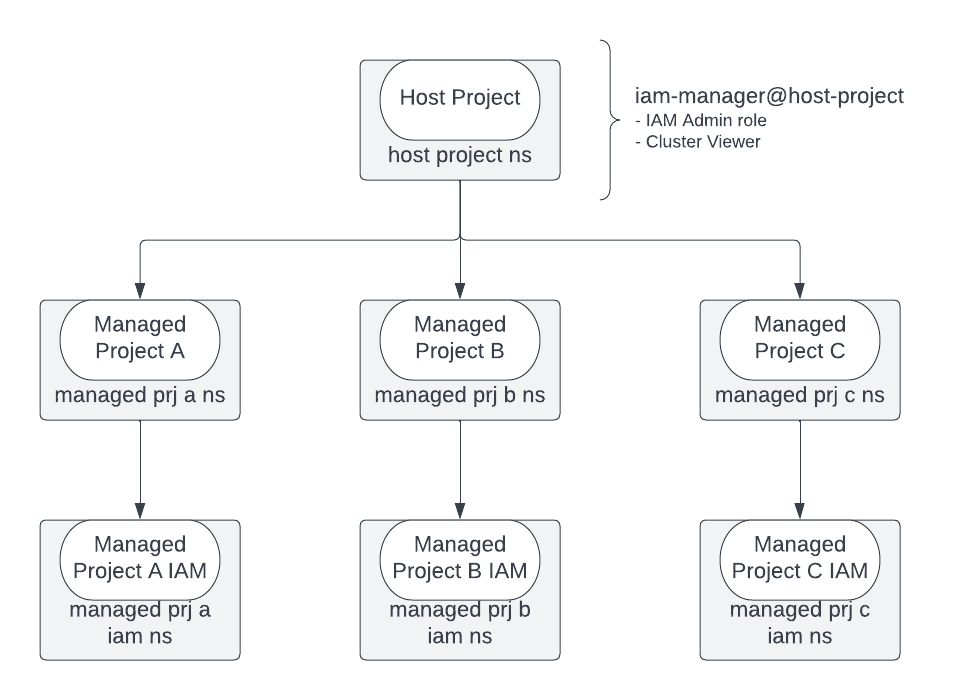 Host Project
host project ns
iam-manager@host-project
- IAM Admin role
- Cluster Viewer
Managed
Project A
managed prj a ns
Managed
Project B
managed prj b ns
Managed
Project C
managed prj c ns
Managed
Project A IAM
managed prj a
iam ns
Managed
Project B IAM
managed prj b
iam ns
Managed
Project C IAM
managed prj c
iam ns